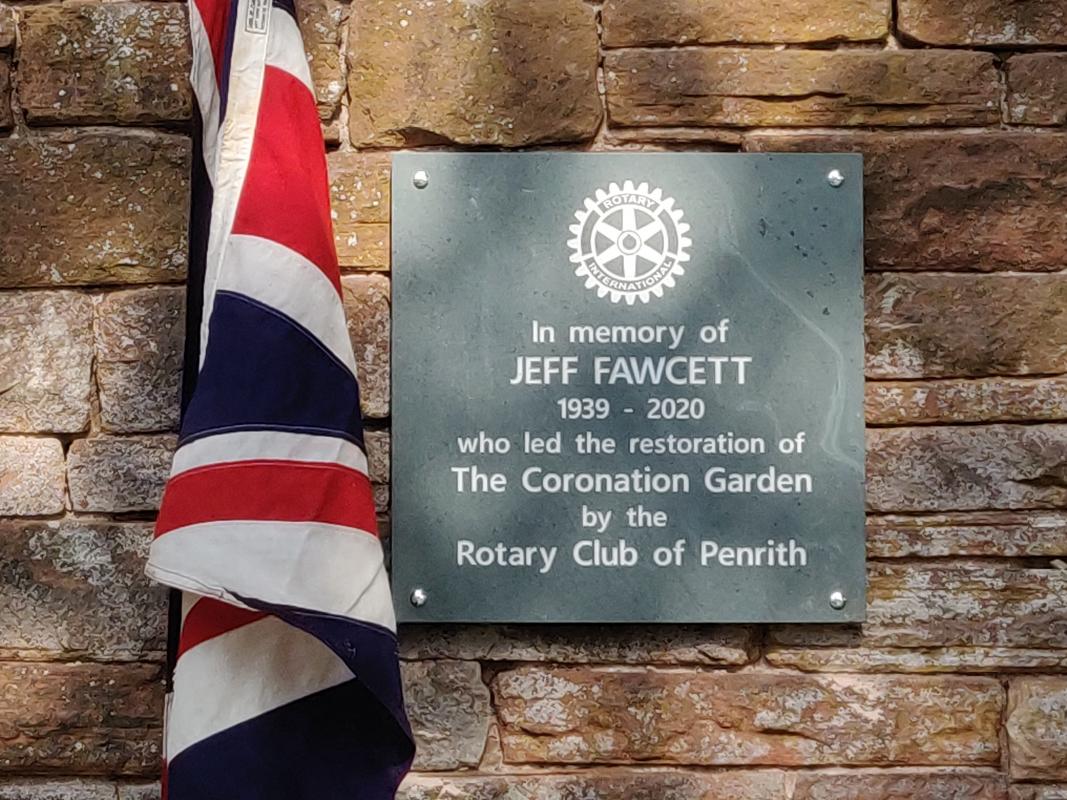 ROTARY
INTERNATIONAL
In memory of
JEFF FAWCETT
1939 - 2020
who led the restoration of
The Coronation Garden
by the
Rotary Club of Penrith